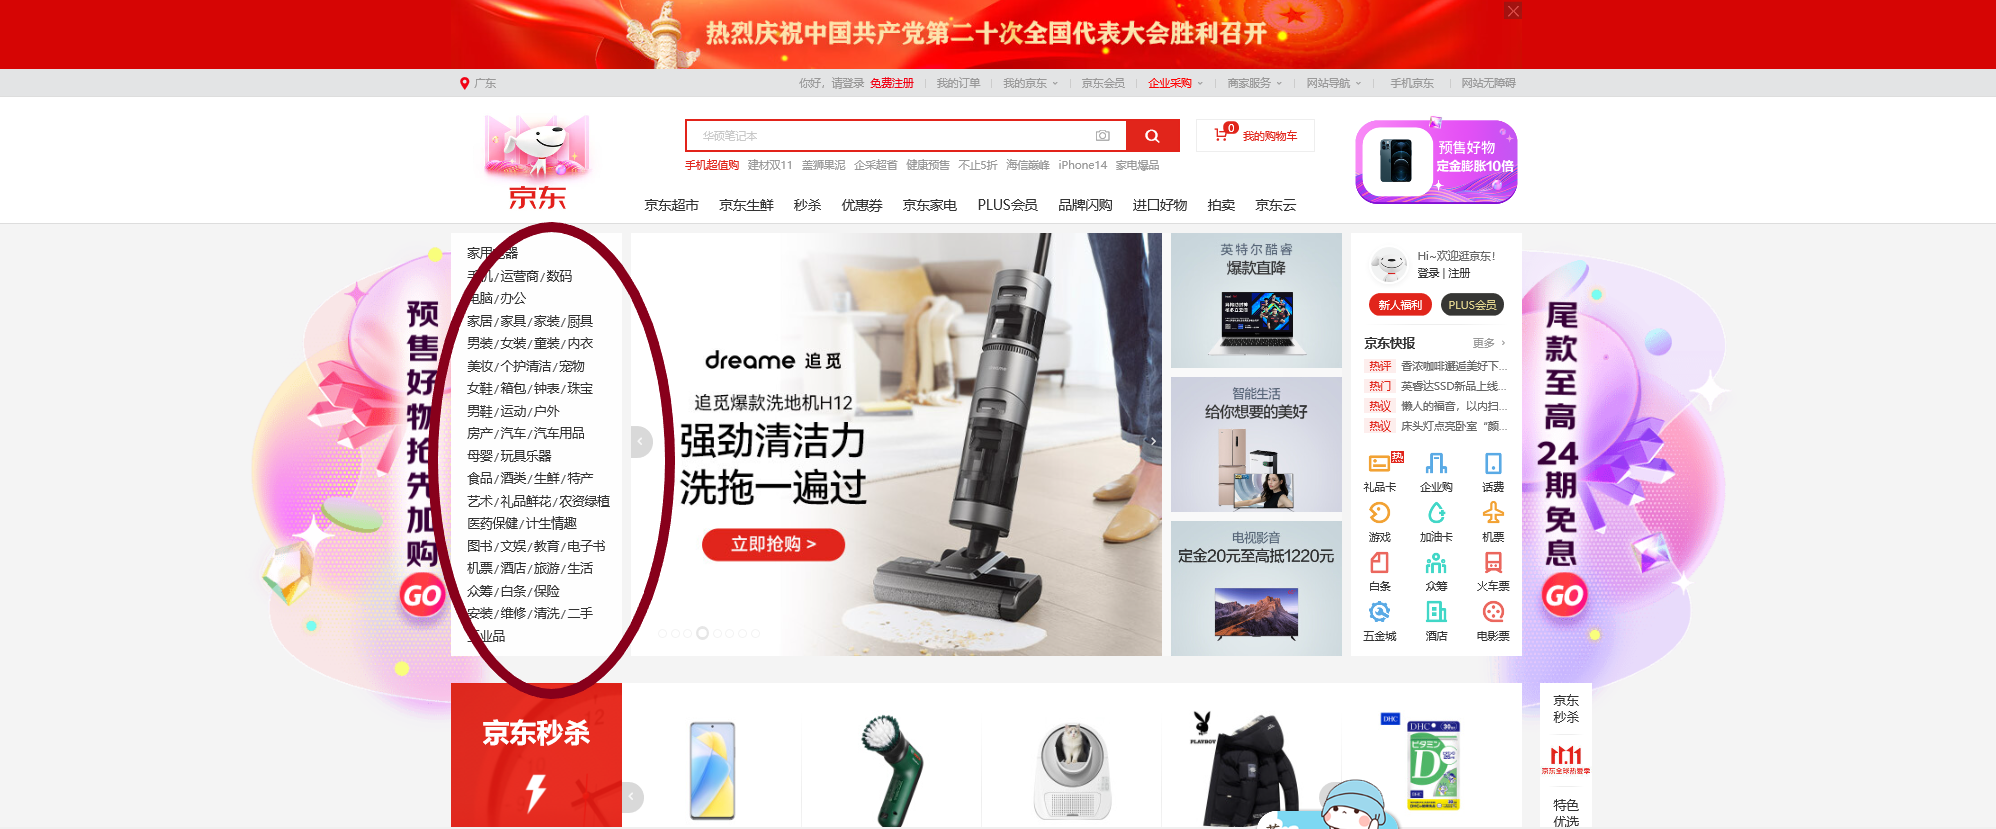 热烈庆祝中国共产党第二十次全国代表大会胜利召开
广东
你好，请登录 免费注册 我的订单 我的京东 京东会员 企业采购 商家服务 网站导航 手机京东 网站无障碍
京东
华硕笔记本
0 我的购物车
手机超值购 建材双11 盖狮果泥 企采超首 健康预售 不止5折 海信巅峰 iPhone14 家电爆品
预售好物
定金膨胀10倍
京东超市 京东生鲜 秒杀 优惠券 京东家电 PLUS会员 品牌闪购 进口好物 拍卖 京东云
预售好物抢先加购
GO
家用电器
手机/运营商/数码
电脑/办公
家居/家具/家装/厨具
男装/女装/童装/内衣
美妆/个护清洁/宠物
女鞋/箱包/钟表/珠宝
男鞋/运动/户外
房产/汽车/汽车用品
母婴/玩具乐器
食品/酒类/生鲜/特产
艺术/礼品鲜花/农资绿植
医药保健/计生情趣
图书/文娱/教育/电子书
机票/酒店/旅游/生活
众筹/白条/保险
安装/维修/清洗/二手
工业品
dreame 追觅
追觅爆款洗地机H12
强劲清洁力
洗拖一遍过
立即抢购 >
英特尔酷睿
爆款直降
智能生活
给你想要的美好
电视影音
定金20元至高抵1220元
Hi~欢迎逛京东！
登录 | 注册
新人福利 PLUS会员
京东快报 更多
热评 香浓咖啡邂逅美好下...
热门 英睿达SSD新品上线...
热议 懒人的福音，以内扫...
热议 床头灯点亮卧室“颜...
热
礼品卡 企业购 话费
游戏 加油卡 机票
白条 众筹 火车票
五金城 酒店 电影票
尾款至高24期免息
GO
京东秒杀
PLAYBOY
DHC
DHC
ビタミン
D
DHC
京东
秒杀
11.11
京东全球热爱季
特色
优选